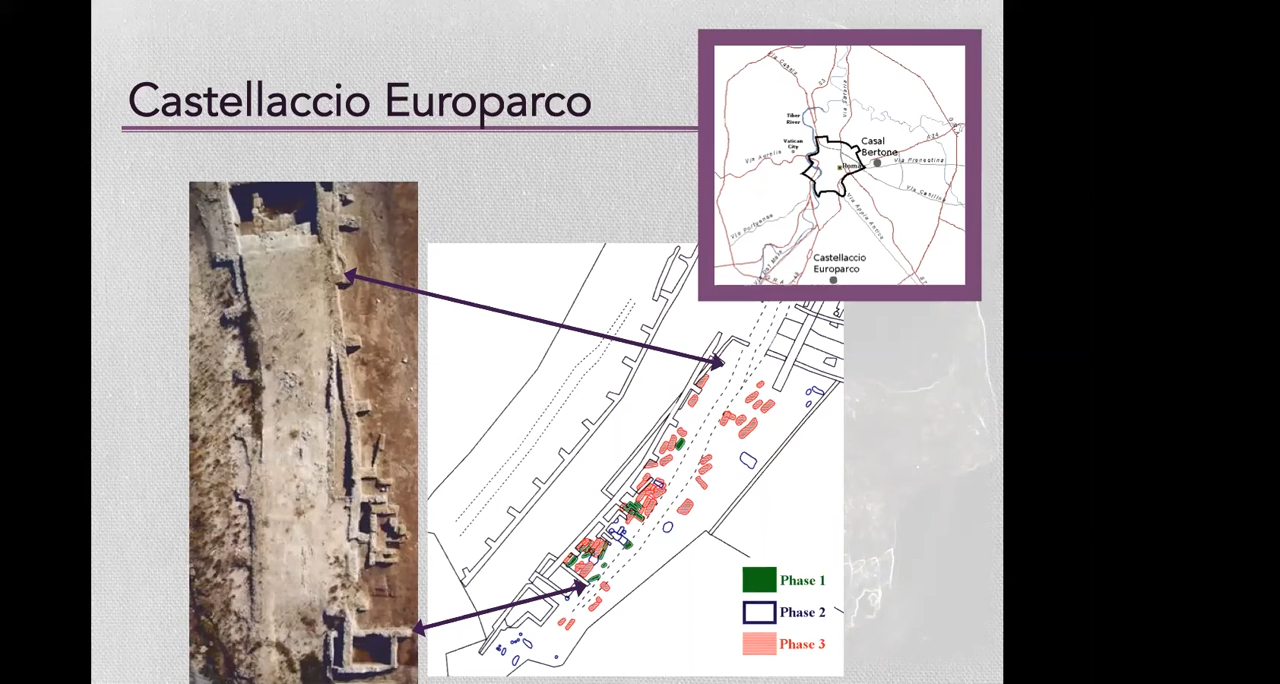 Castellaccio Europarco
Via Cassia
Via Salaria
Tiber
River
Vatican
City
Casal
Bertone
A24
Via Aurelia
Roma
Via Prenestina
Via Casilina
Via Appia Antica
Via Portuense
Castellaccio
Europarco
Phase 1
Phase 2
Phase 3